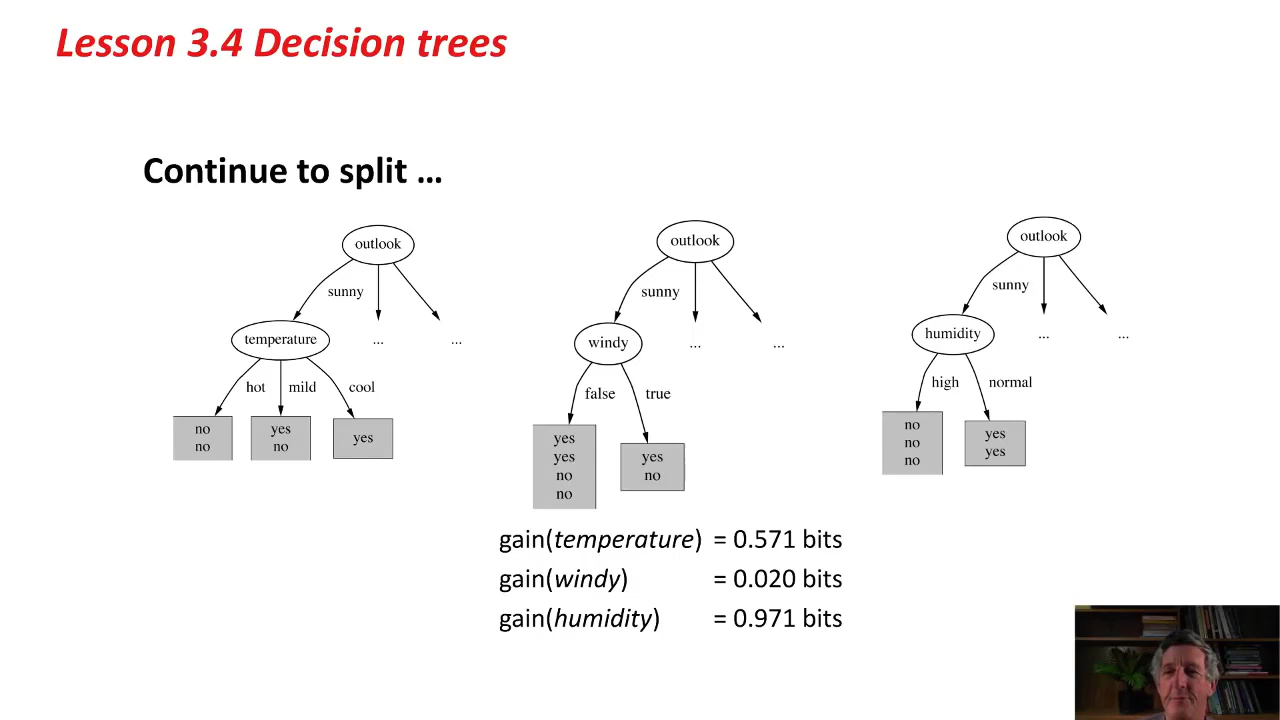 Lesson 3.4 Decision trees
Continue to split ...
outlook
sunny
temperature
...
...
hot
mild
cool
no
no
yes
no
yes
outlook
sunny
windy
...
...
false
true
yes
yes
no
no
yes
no
outlook
sunny
humidity
...
...
high
normal
no
no
no
yes
yes
gain(temperature) = 0.571 bits
gain(windy) = 0.020 bits
gain(humidity) = 0.971 bits